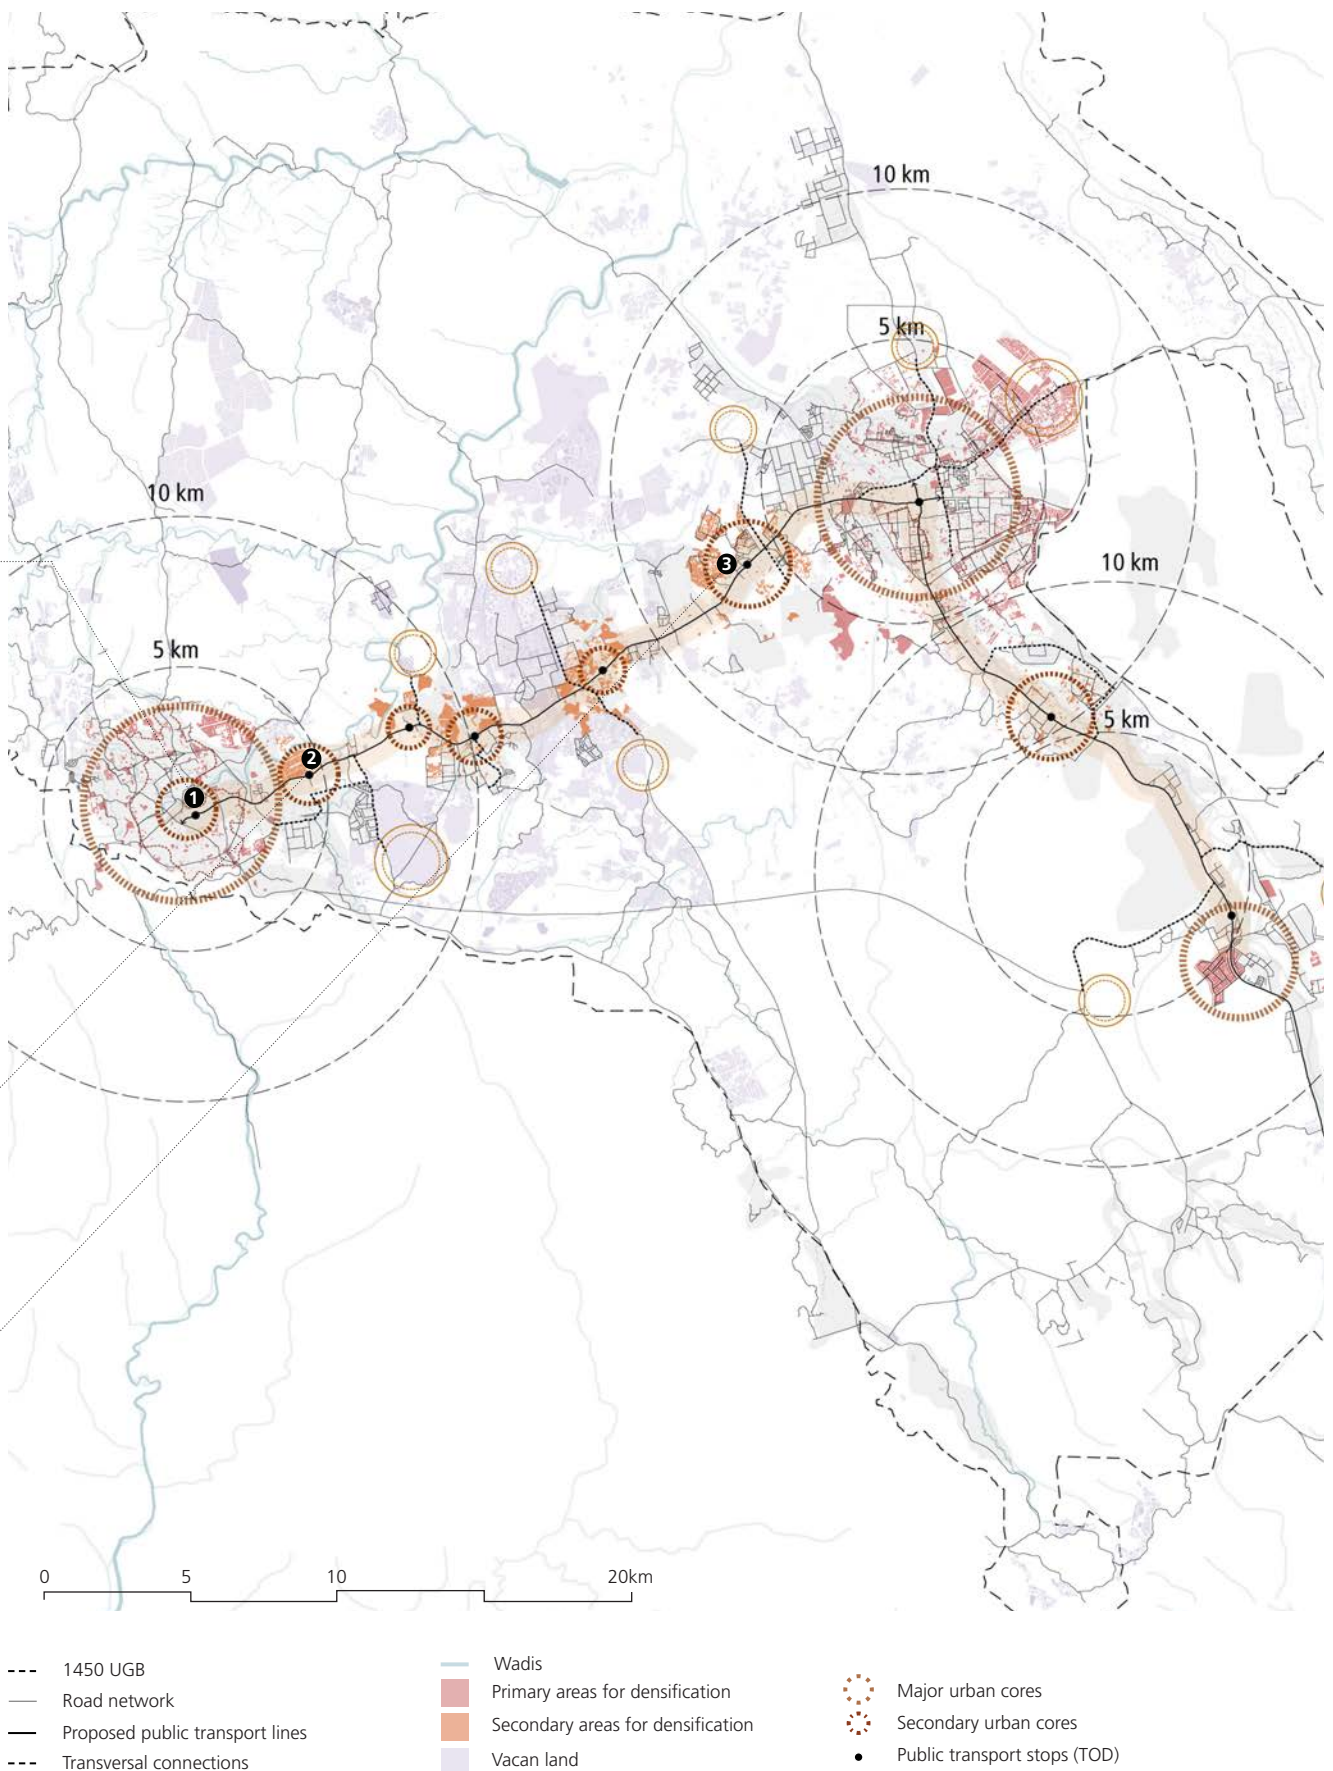 10 km
5 km
10 km
3
10 km
5 km
5 km
2
1
0 5 10 20km
1450 UGB
Road network
Proposed public transport lines
Transversal connections
Wadis
Primary areas for densification
Secondary areas for densification
Vacan land
Major urban cores
Secondary urban cores
Public transport stops (TOD)